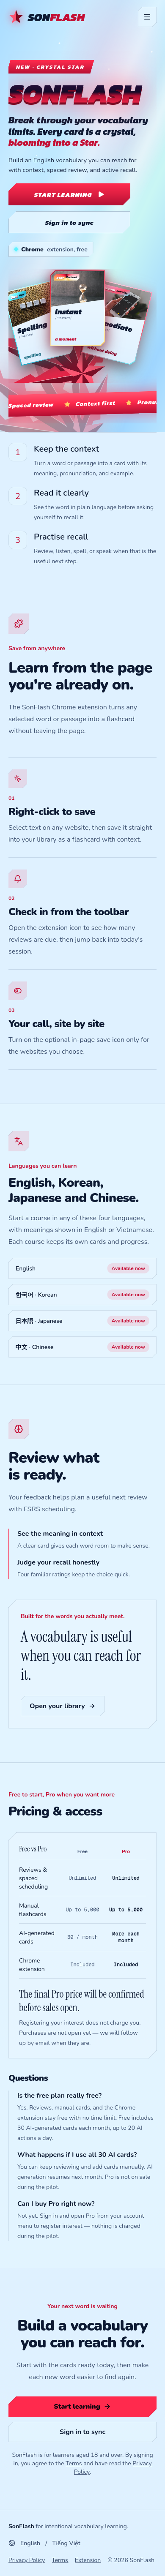 SONFLASH
NEW · CRYSTAL STAR
SONFLASH
Break through your vocabulary
limits. Every card is a crystal,
blooming into a Star.
Build an English vocabulary you can reach for
with context, spaced review, and active recall.
START LEARNING
Sign in to sync
Chrome extension, free
Instant
a moment
Spelling
spelling
Spaced review
Context first
1
Keep the context
Turn a word or passage into a card with its
meaning, pronunciation, and example.
2
Read it clearly
See the word in plain language before asking
yourself to recall it.
3
Practise recall
Review, listen, spell, or speak when that is the
useful next step.
Save from anywhere
Learn from the page
you're already on.
The SonFlash Chrome extension turns any
selected word or passage into a flashcard
without leaving the page.
01
Right-click to save
Select text on any website, then save it straight
into your library as a flashcard with context.
02
Check in from the toolbar
Open the extension icon to see how many
reviews are due, then jump back into today's
session.
03
Your call, site by site
Turn on the optional in-page save icon only for
the websites you choose.
Languages you can learn
English, Korean,
Japanese and Chinese.
Start a course in any of these four languages,
with meanings shown in English or Vietnamese.
Each course keeps its own cards and progress.
English Available now
한국어 · Korean Available now
日本語 · Japanese Available now
中文 · Chinese Available now
Review what
is ready.
Your feedback helps plan a useful next review
with FSRS scheduling.
See the meaning in context
A clear card gives each word room to make sense.
Judge your recall honestly
Four familiar ratings keep the choice quick.
Built for the words you actually meet.
A vocabulary is useful
when you can reach for
it.
Open your library →
Free to start, Pro when you want more
Pricing & access
Free vs Pro Free Pro
Reviews & spaced scheduling Unlimited Unlimited
Manual flashcards Up to 5,000 Up to 5,000
AI-generated cards 30 / month More each month
Chrome extension Included Included
The final Pro price will be confirmed
before sales open.
Registering your interest does not charge you.
Purchases are not open yet — we will follow
up by email when they are.
Questions
Is the free plan really free?
Yes. Reviews, manual cards, and the Chrome
extension stay free with no time limit. Free includes
30 AI-generated cards each month, up to 20 AI
actions a day.
What happens if I use all 30 AI cards?
You can keep reviewing and add cards manually. AI
generation resumes next month. Pro is not on sale
during the pilot.
Can I buy Pro right now?
Not yet. Sign in and open Pro from your account
menu to register interest — nothing is charged
during the pilot.
Your next word is waiting
Build a vocabulary
you can reach for.
Start with the cards ready today, then make
each new word easier to find again.
Start learning →
Sign in to sync
SonFlash is for learners aged 18 and over. By signing
in, you agree to the Terms and have read the Privacy
Policy.
SonFlash for intentional vocabulary learning.
English / Tiếng Việt
Privacy Policy Terms Extension © 2026 SonFlash